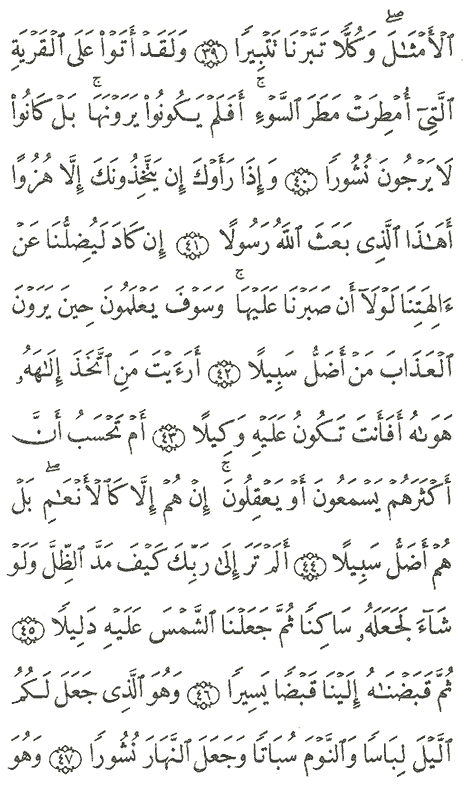 ٱلْأَمْثَٰلَ ۖ وَكُلًّا تَبَّرْنَا تَتْبِيرًا ٣٩ وَلَقَدْ أَتَوْا۟ عَلَى ٱلْقَرْيَةِ
ٱلَّتِىٓ أُمْطِرَتْ مَطَرَ ٱلسَّوْءِ ۚ أَفَلَمْ يَكُونُوا۟ يَرَوْنَهَا ۚ بَلْ كَانُوا۟
لَا يَرْجُونَ نُشُورًا ٤٠ وَإِذَا رَأَوْكَ إِن يَتَّخِذُونَكَ إِلَّا هُزُوًا
أَهَٰذَا ٱلَّذِى بَعَثَ ٱللَّهُ رَسُولًا ٤١ إِن كَادَ لَيُضِلُّنَا عَنْ
ءَالِهَتِنَا لَوْلَآ أَن صَبَرْنَا عَلَيْهَا ۚ وَسَوْفَ يَعْلَمُونَ حِينَ يَرَوْنَ
ٱلْعَذَابَ مَنْ أَضَلُّ سَبِيلًا ٤٢ أَرَءَيْتَ مَنِ ٱتَّخَذَ إِلَٰهَهُۥ
هَوَىٰهُ أَفَأَنتَ تَكُونُ عَلَيْهِ وَكِيلًا ٤٣ أَمْ تَحْسَبُ أَنَّ
أَكْثَرَهُمْ يَسْمَعُونَ أَوْ يَعْقِلُونَ ۚ إِنْ هُمْ إِلَّا كَٱلْأَنْعَٰمِ ۖ بَلْ
هُمْ أَضَلُّ سَبِيلًا ٤٤ أَلَمْ تَرَ إِلَىٰ رَبِّكَ كَيْفَ مَدَّ ٱلظِّلَّ وَلَوْ
شَآءَ لَجَعَلَهُۥ سَاكِنًا ثُمَّ جَعَلْنَا ٱلشَّمْسَ عَلَيْهِ دَلِيلًا ٤٥
ثُمَّ قَبَضْنَٰهُ إِلَيْنَا قَبْضًا يَسِيرًا ٤٦ وَهُوَ ٱلَّذِى جَعَلَ لَكُمُ
ٱلَّيْلَ لِبَاسًا وَٱلنَّوْمَ سُبَاتًا وَجَعَلَ ٱلنَّهَارَ نُشُورًا ٤٧ وَهُوَ